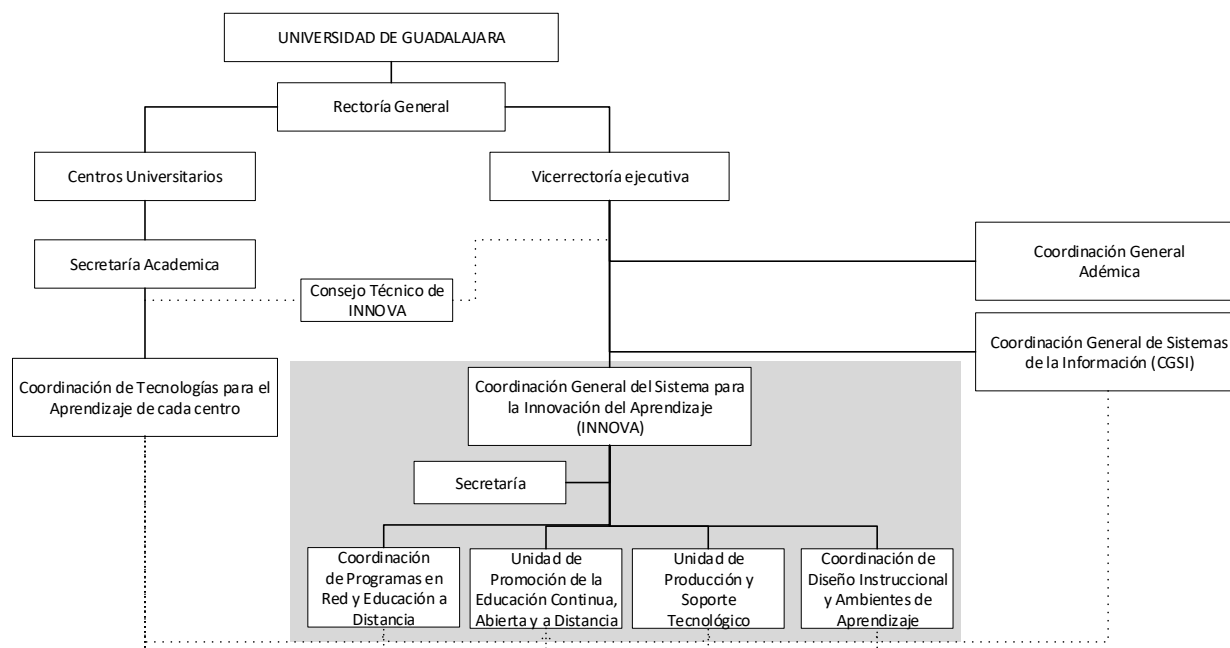 UNIVERSIDAD DE GUADALAJARA
Rectoría General
Centros Universitarios
Vicerrectoría ejecutiva
Secretaría Academica
Coordinación General
Adémica
Consejo Técnico de
INNOVA
Coordinación General de Sistemas
de la Información (CGSI)
Coordinación de Tecnologías para el
Aprendizaje de cada centro
Coordinación General del Sistema para
la Innovación del Aprendizaje
(INNOVA)
Secretaría
Coordinación
de Programas en
Red y Educación a
Distancia
Unidad de
Promoción de la
Educación Continua,
Abierta y a Distancia
Unidad de
Producción y
Soporte
Tecnológico
Coordinación de
Diseño Instruccional
y Ambientes de
Aprendizaje